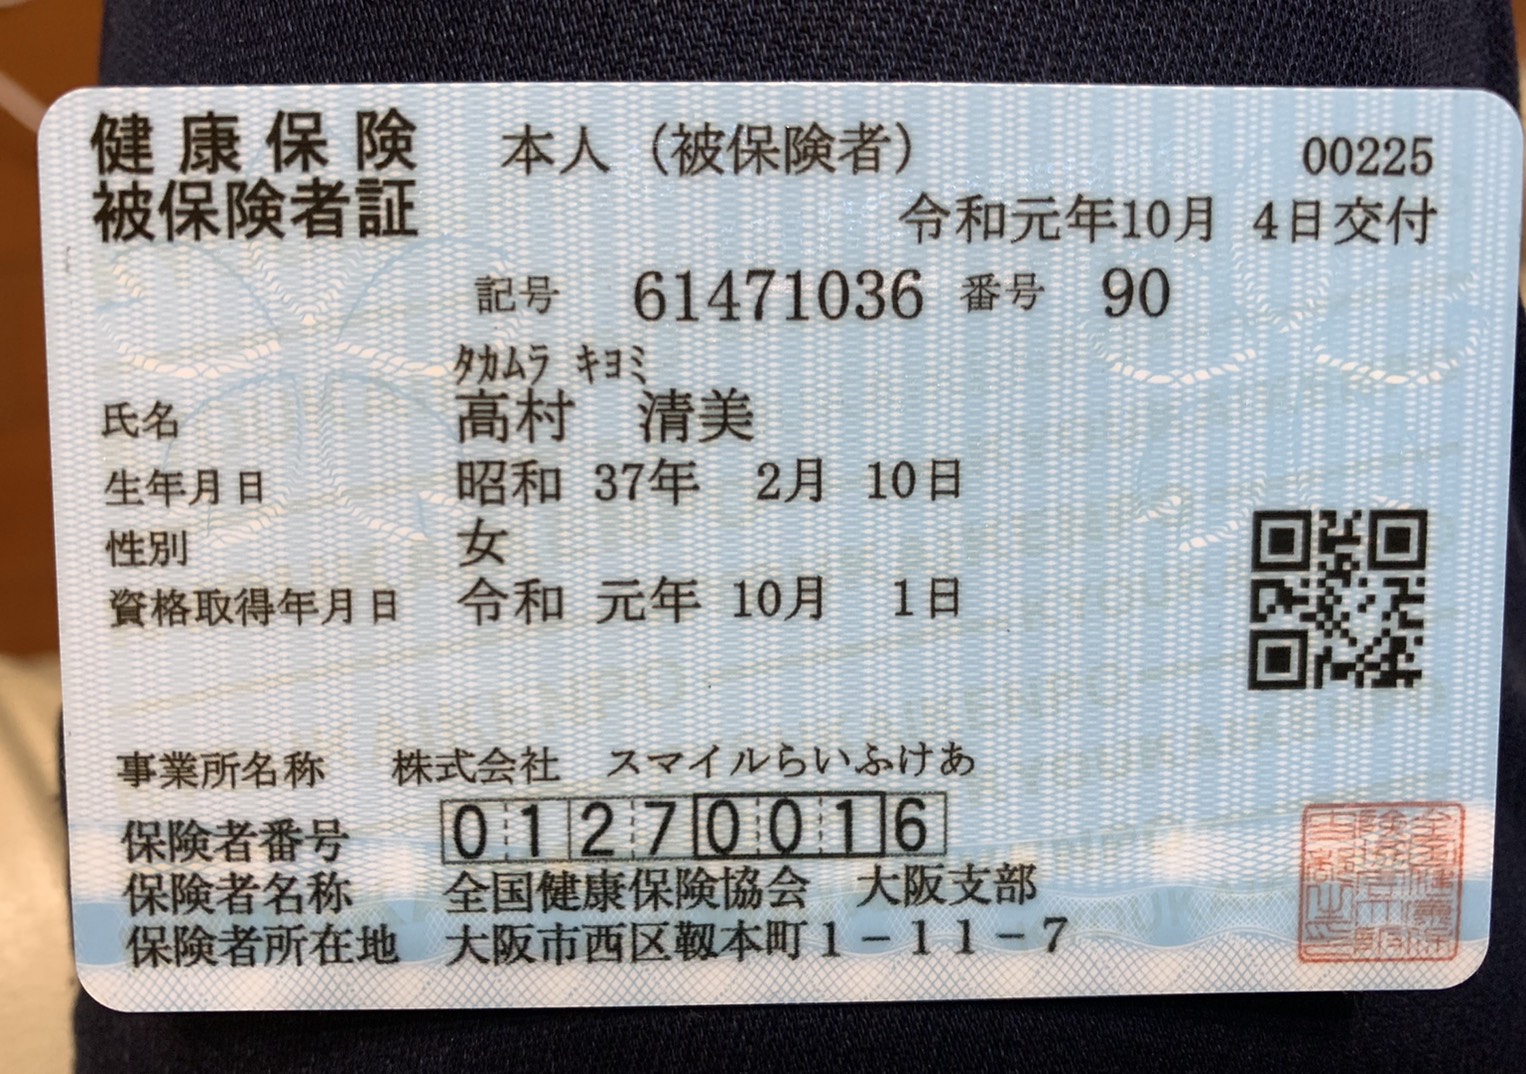 健康保険 本人（被保険者） 00225
被保険者証 令和元年10月 4日交付
記号 61471036 番号 90
ﾀｶﾑﾗ ｷﾖﾐ
氏名 高村 清美
生年月日 昭和 37年 2月 10日
性別 女
資格取得年月日 令和 元年 10月 1日
事業所名称 株式会社 スマイルらいふけあ
保険者番号 01270016
保険者名称 全国健康保険協会 大阪支部
保険者所在地 大阪市西区靱本町1－11－7